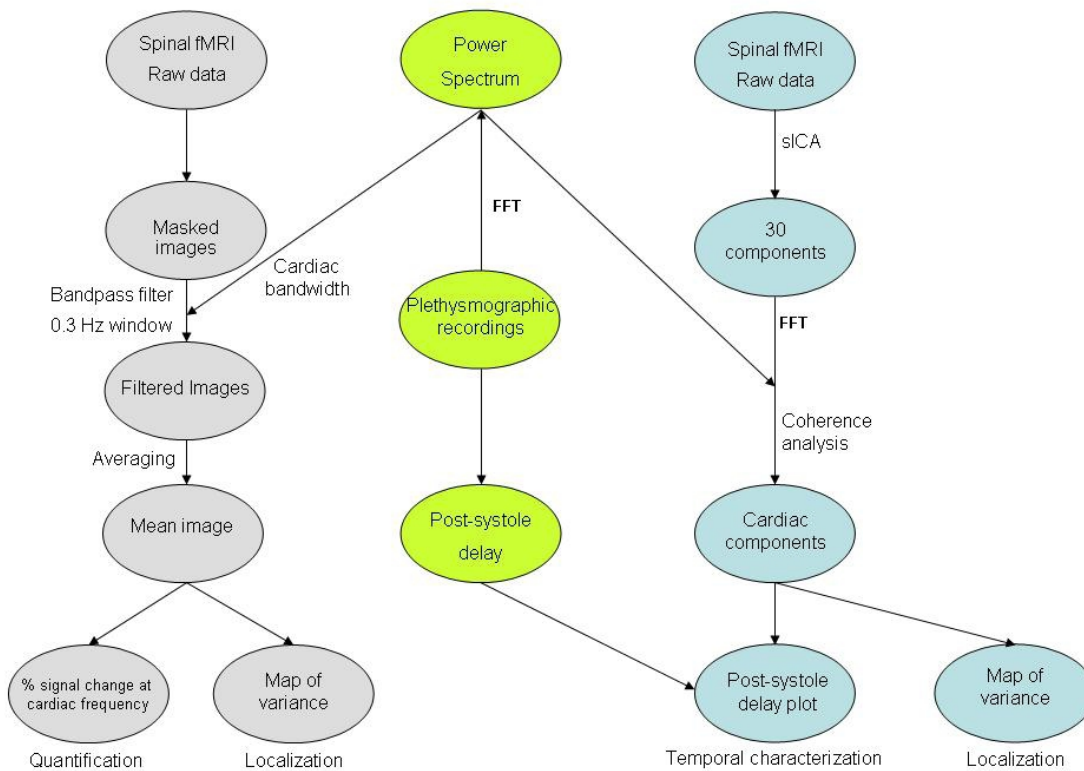 Spinal fMRI
Raw data
Power
Spectrum
Spinal fMRI
Raw data
sICA
FFT
Masked
images
30
components
Cardiac
bandwidth
Bandpass filter
0.3 Hz window
Plethysmographic
recordings
FFT
Filtered Images
Coherence
analysis
Averaging
Mean image
Post-systole
delay
Cardiac
components
% signal change at
cardiac frequency
Map of
variance
Post-systole
delay plot
Map of
variance
Quantification
Localization
Temporal characterization
Localization